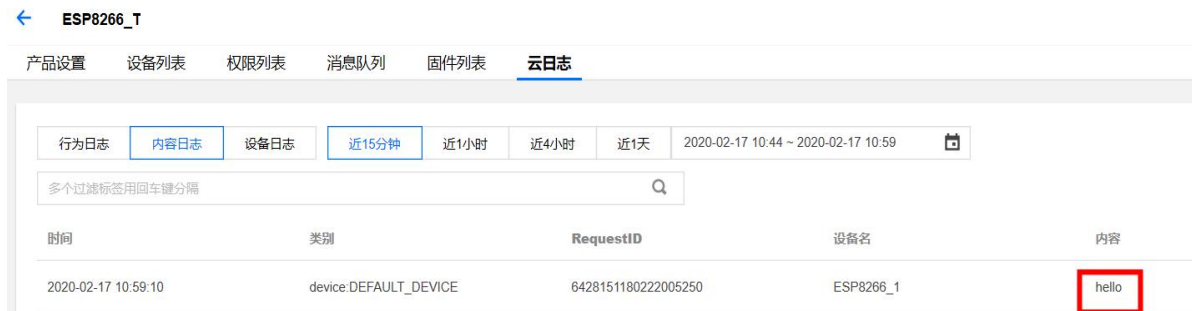 ESP8266_T
产品设置 设备列表 权限列表 消息队列 固件列表 云日志
行为日志 内容日志 设备日志 近15分钟 近1小时 近4小时 近1天 2020-02-17 10:44 ~ 2020-02-17 10:59
多个过滤标签用回车键分隔
时间 类别 RequestID 设备名 内容
2020-02-17 10:59:10 device:DEFAULT_DEVICE 6428151180222005250 ESP8266_1 hello